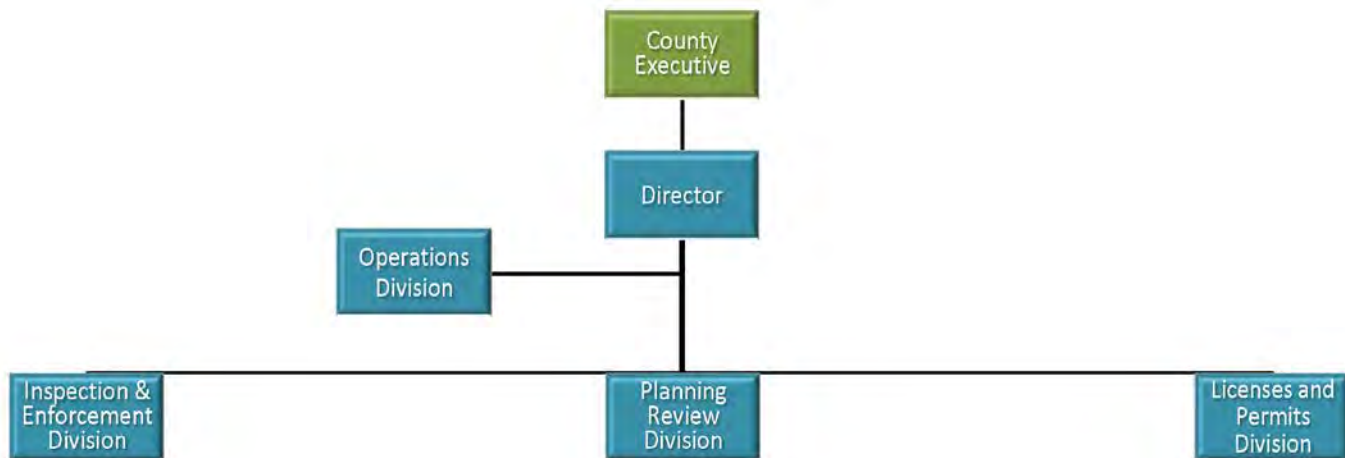 County
Executive
Director
Operations
Division
Inspection &
Enforcement
Division
Planning
Review
Division
Licenses and
Permits
Division